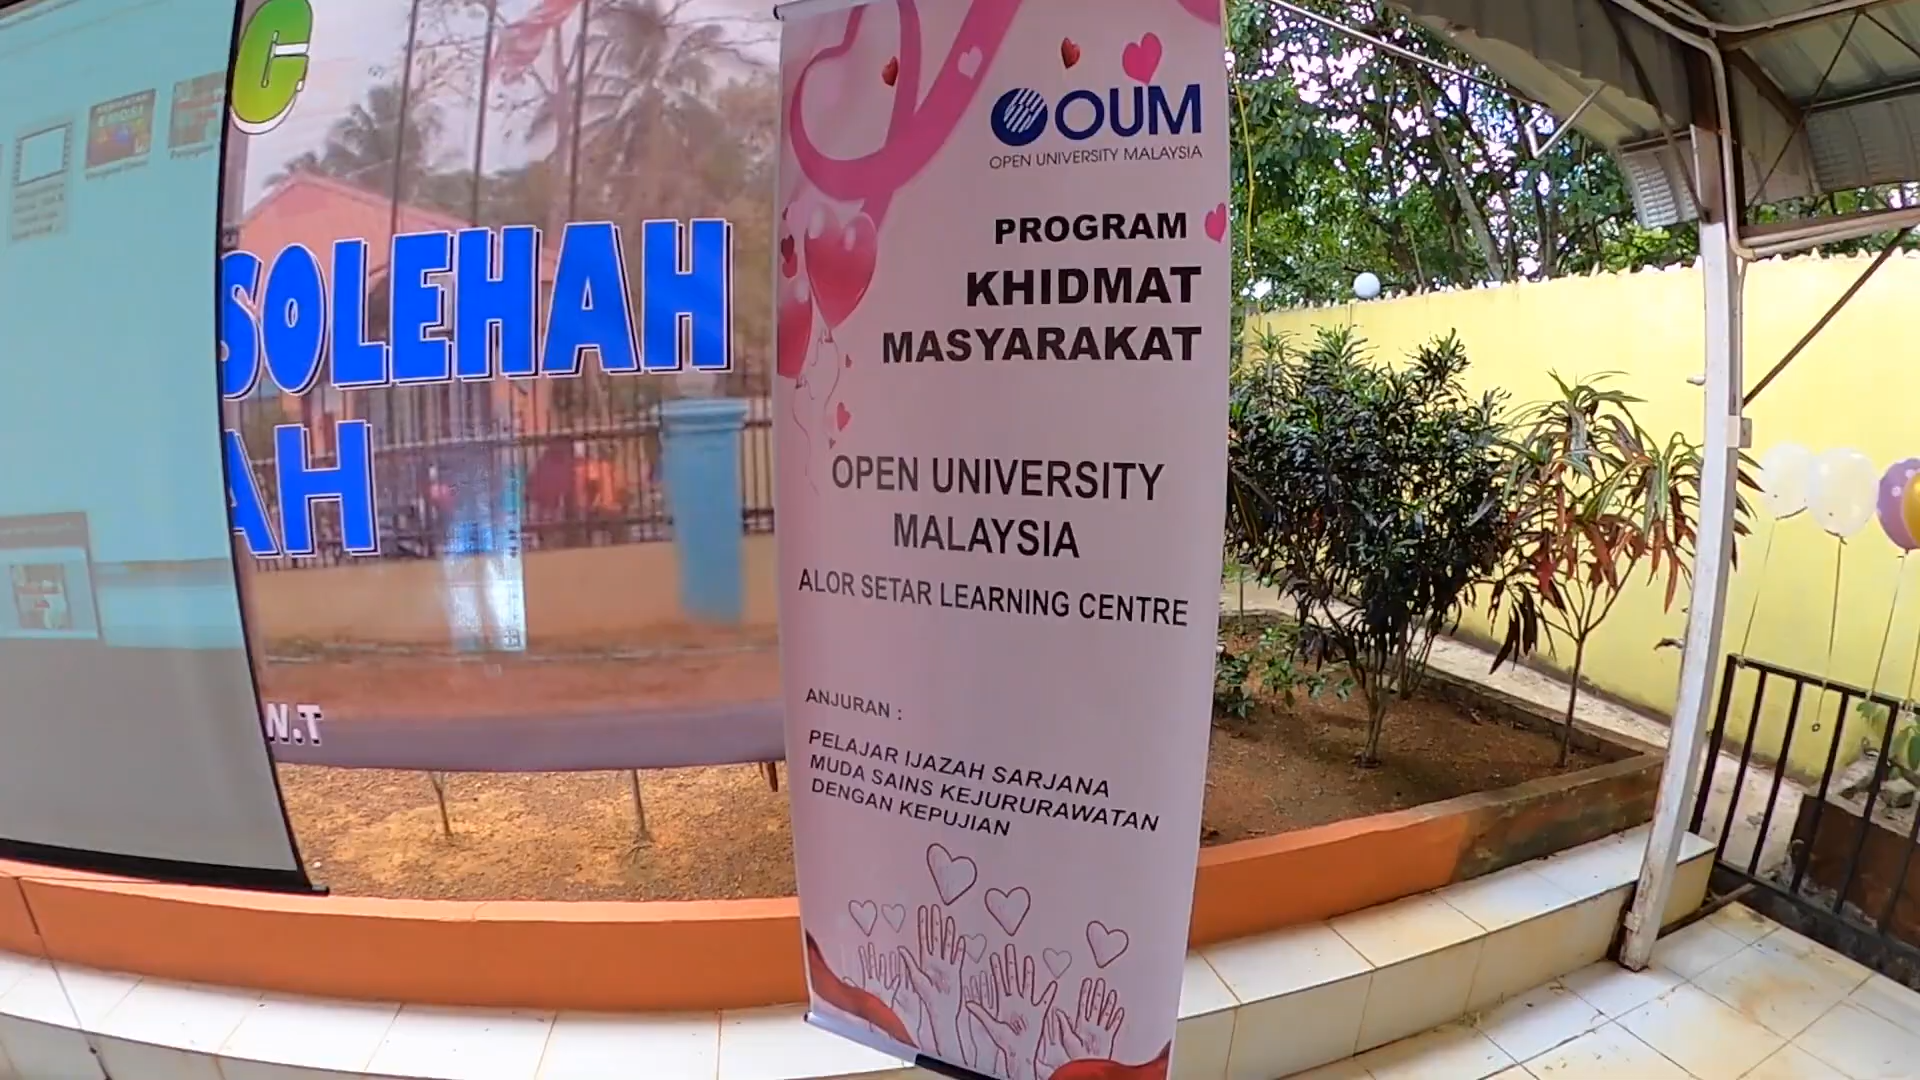 SOLEHAH
AH
W.T
OUM
OPEN UNIVERSITY MALAYSIA
PROGRAM
KHIDMAT
MASYARAKAT
OPEN UNIVERSITY
MALAYSIA
ALOR SETAR LEARNING CENTRE
ANJURAN :
PELAJAR IJAZAH SARJANA
MUDA SAINS KEJURURAWATAN
DENGAN KEPUJIAN